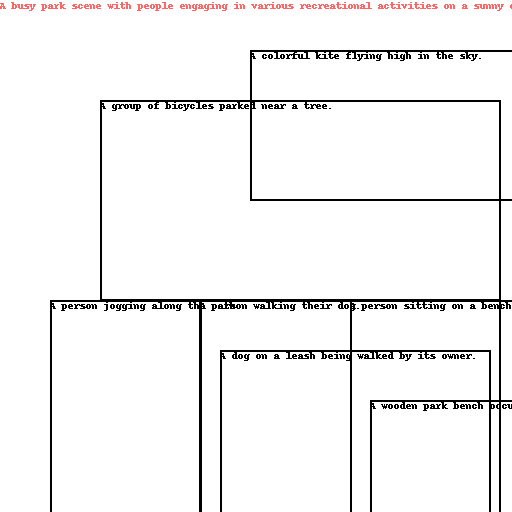 A busy park scene with people engaging in various recreational activities on a sunny
A colorful kite flying high in the sky.
A group of bicycles parked near a tree.
A person jogging along the path.
A person walking their dog.
A person sitting on a bench
A dog on a leash being walked by its owner.
A wooden park bench